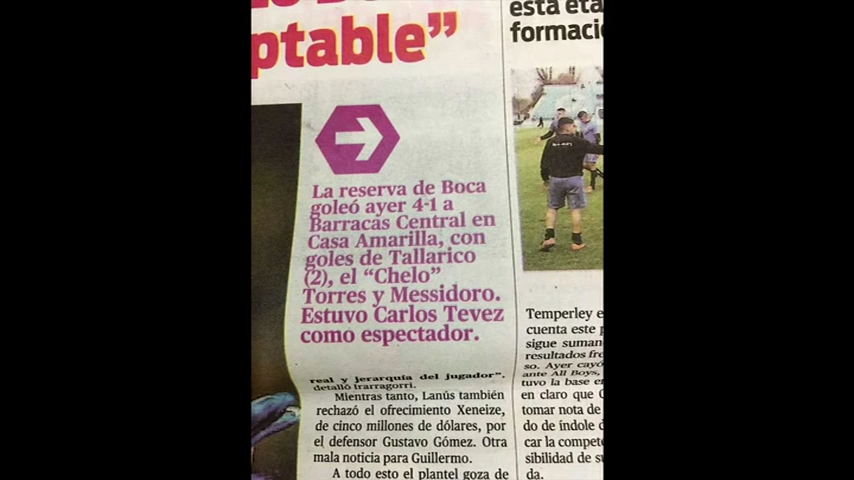 ptable”
esta eta
formació
La reserva de Boca
goleó ayer 4-1 a
Barracas Central en
Casa Amarilla, con
goles de Tallarico
(2), el “Chelo”
Torres y Messidoro.
Estuvo Carlos Tevez
como espectador.
real y jerarquía del jugador”,
detalló Irarragorri.
Mientras tanto, Lanús también
rechazó el ofrecimiento Xeneize,
de cinco millones de dólares, por
el defensor Gustavo Gómez. Otra
mala noticia para Guillermo.
A todo esto el plantel goza de
Temperley e
cuenta este p
sigue suman
resultados fre
so. Ayer cayó
ante All Boys,
tuvo la base en
en claro que C
tomar nota de
do de índole d
car la compete
sibilidad de su
da.